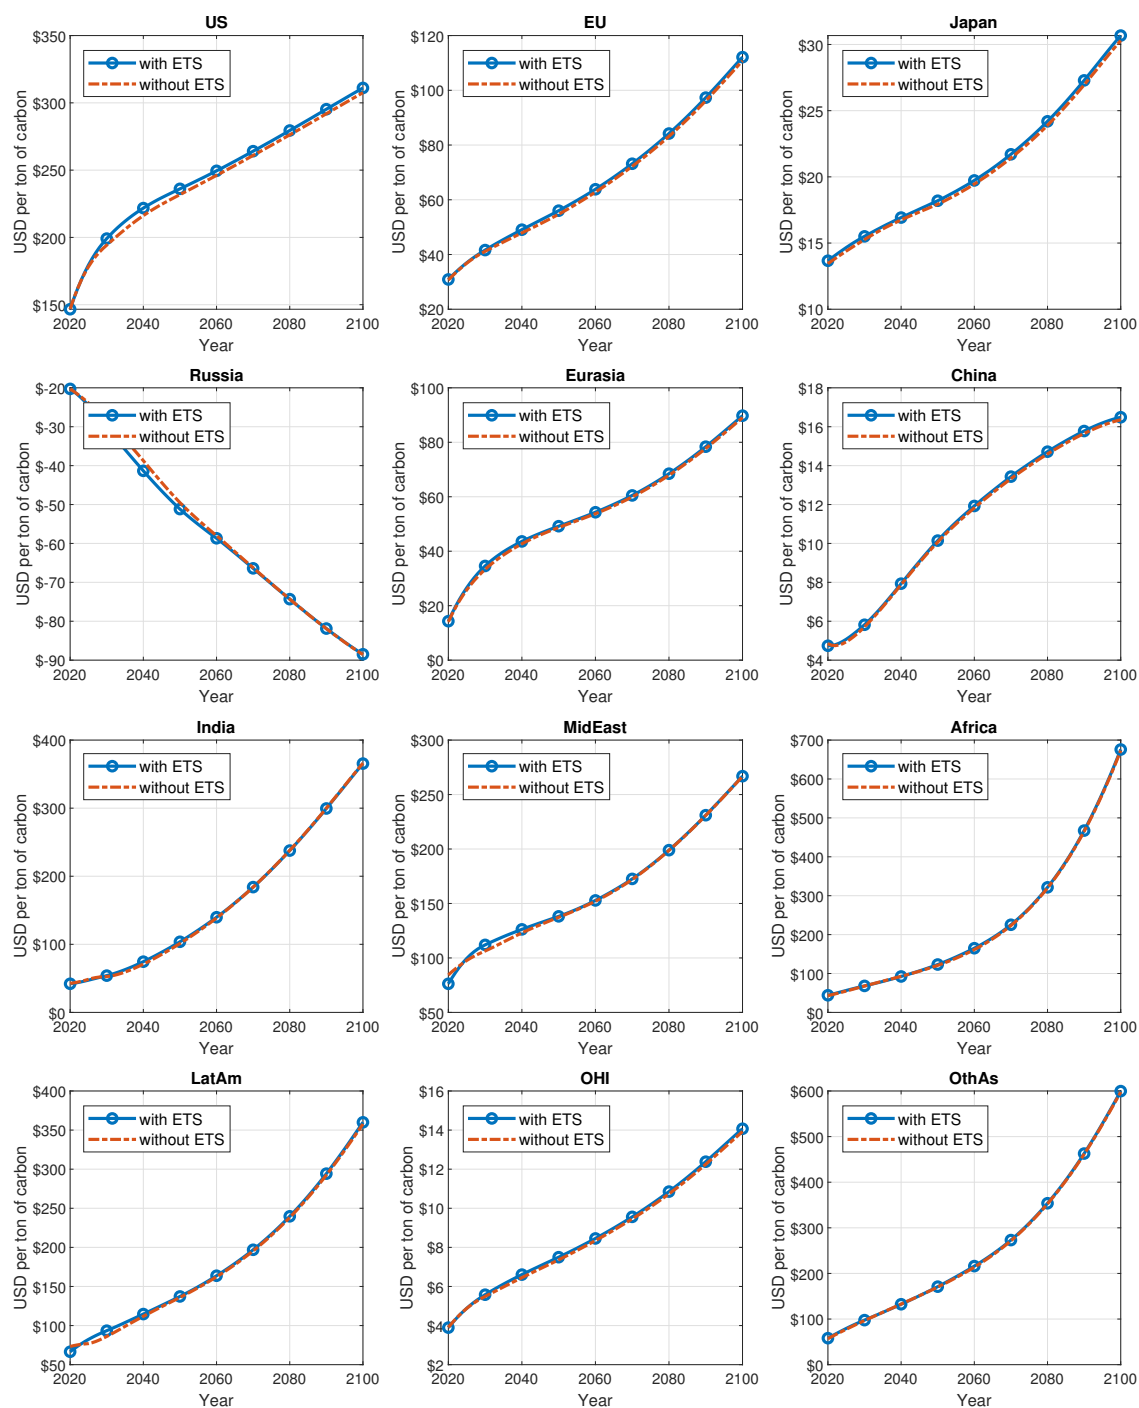 US
$350
$300
$250
$200
$150
USD per ton of carbon
with ETS
without ETS
2020 2040 2060 2080 2100
Year
EU
$120
$100
$80
$60
$40
$20
USD per ton of carbon
with ETS
without ETS
2020 2040 2060 2080 2100
Year
Japan
$30
$25
$20
$15
$10
USD per ton of carbon
with ETS
without ETS
2020 2040 2060 2080 2100
Year
Russia
$-20
$-30
$-40
$-50
$-60
$-70
$-80
$-90
USD per ton of carbon
with ETS
without ETS
2020 2040 2060 2080 2100
Year
Eurasia
$100
$80
$60
$40
$20
$0
USD per ton of carbon
with ETS
without ETS
2020 2040 2060 2080 2100
Year
China
$18
$16
$14
$12
$10
$8
$6
$4
USD per ton of carbon
with ETS
without ETS
2020 2040 2060 2080 2100
Year
India
$400
$300
$200
$100
$0
USD per ton of carbon
with ETS
without ETS
2020 2040 2060 2080 2100
Year
MidEast
$300
$250
$200
$150
$100
$50
USD per ton of carbon
with ETS
without ETS
2020 2040 2060 2080 2100
Year
Africa
$700
$600
$500
$400
$300
$200
$100
$0
USD per ton of carbon
with ETS
without ETS
2020 2040 2060 2080 2100
Year
LatAm
$400
$350
$300
$250
$200
$150
$100
$50
USD per ton of carbon
with ETS
without ETS
2020 2040 2060 2080 2100
Year
OHI
$16
$14
$12
$10
$8
$6
$4
$2
USD per ton of carbon
with ETS
without ETS
2020 2040 2060 2080 2100
Year
OthAs
$600
$500
$400
$300
$200
$100
$0
USD per ton of carbon
with ETS
without ETS
2020 2040 2060 2080 2100
Year